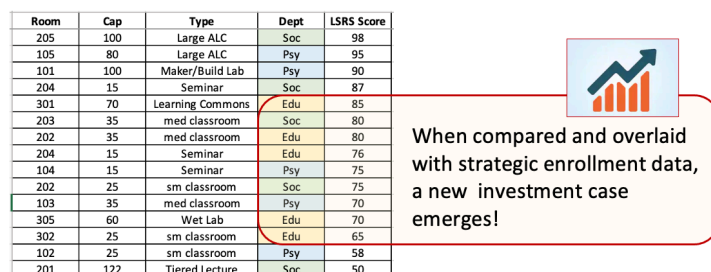 Room Cap Type Dept LSRS Score
205 100 Large ALC Soc 98
105 80 Large ALC Psy 95
101 100 Maker/Build Lab Psy 90
204 15 Seminar Soc 87
301 70 Learning Commons Edu 85
203 35 med classroom Soc 80
202 35 med classroom Edu 80
204 15 Seminar Edu 76
104 15 Seminar Psy 75
202 25 sm classroom Soc 75
103 35 med classroom Psy 70
305 60 Wet Lab Edu 70
302 25 sm classroom Edu 65
102 25 sm classroom Psy 58
201 122 Tiered Lecture Soc 50
When compared and overlaid
with strategic enrollment data,
a new investment case
emerges!